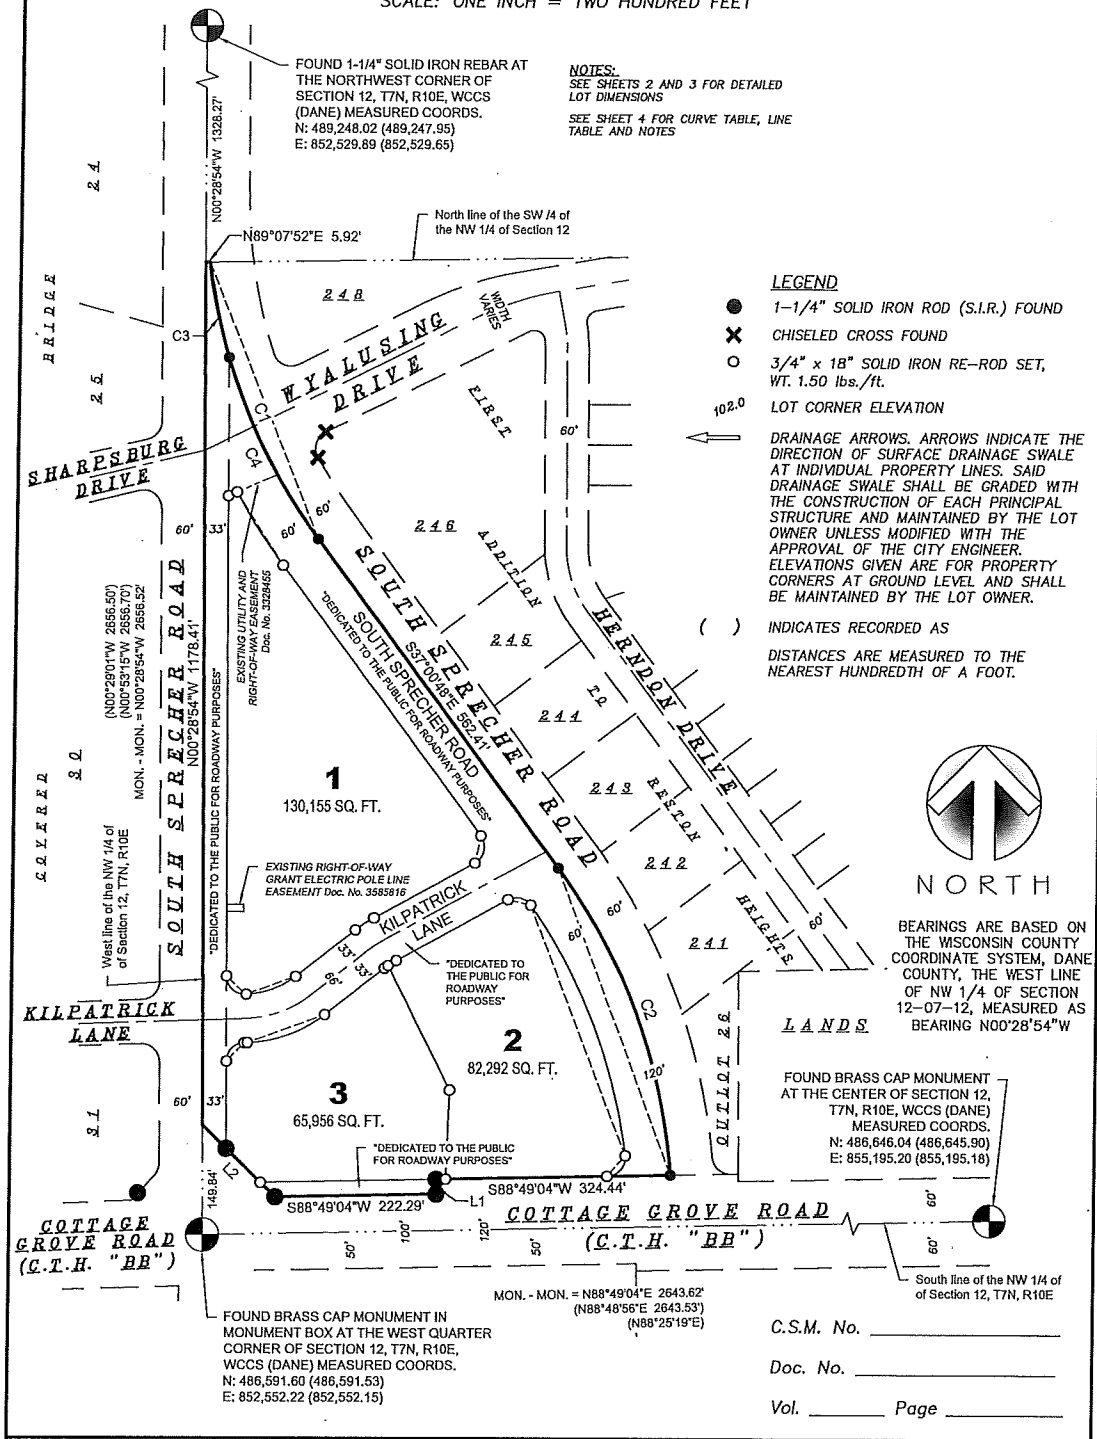 SCALE: ONE INCH = TWO HUNDRED FEET
FOUND 1-1/4" SOLID IRON REBAR AT
THE NORTHWEST CORNER OF
SECTION 12, T7N, R10E, WCCS
(DANE) MEASURED COORDS.
N: 489,248.02 (489,247.95)
E: 852,529.89 (852,529.65)
NOTES:
SEE SHEETS 2 AND 3 FOR DETAILED
LOT DIMENSIONS
SEE SHEET 4 FOR CURVE TABLE, LINE
TABLE AND NOTES
N00°28'54"W 1328.27'
24
North line of the SW /4 of
the NW 1/4 of Section 12
N89°07'52"E 5.92'
248
WIDTH
VARIES
WYALUSING
DRIVE
BRIDGE
C3
25
C1
C4
FIRST
60'
SHARPSBURG
DRIVE
LEGEND
1-1/4" SOLID IRON ROD (S.I.R.) FOUND
CHISELED CROSS FOUND
3/4" x 18" SOLID IRON RE-ROD SET,
WT. 1.50 lbs./ft.
102.0 LOT CORNER ELEVATION
DRAINAGE ARROWS. ARROWS INDICATE THE
DIRECTION OF SURFACE DRAINAGE SWALE
AT INDIVIDUAL PROPERTY LINES. SAID
DRAINAGE SWALE SHALL BE GRADED WITH
THE CONSTRUCTION OF EACH PRINCIPAL
STRUCTURE AND MAINTAINED BY THE LOT
OWNER UNLESS MODIFIED WITH THE
APPROVAL OF THE CITY ENGINEER.
ELEVATIONS GIVEN ARE FOR PROPERTY
CORNERS AT GROUND LEVEL AND SHALL
BE MAINTAINED BY THE LOT OWNER.
( ) INDICATES RECORDED AS
DISTANCES ARE MEASURED TO THE
NEAREST HUNDREDTH OF A FOOT.
60' 33'
60'
60'
246
ADDITION
EXISTING UTILITY AND
RIGHT-OF-WAY EASEMENT
Doc. No. 3328455
(N00°29'01"W 2656.50')
(N00°53'15"W 2656.70')
MON. - MON. = N00°28'54"W 2656.52'
SOUTH SPRECHER ROAD
N00°28'54"W 1178.41'
"DEDICATED TO THE PUBLIC FOR ROADWAY PURPOSES"
SOUTH SPRECHER ROAD
S37°00'48"E 562.41'
SOUTH SPRECHER ROAD
"DEDICATED TO THE PUBLIC FOR ROADWAY PURPOSES"
245
HERNDON DRIVE
TO
244
30
COVERED
1
130,155 SQ. FT.
243
RESTON
242
West line of the NW 1/4 of
of Section 12, T7N, R10E
EXISTING RIGHT-OF-WAY
GRANT ELECTRIC POLE LINE
EASEMENT Doc. No. 3585816
NORTH
KILPATRICK
LANE
HEIGHTS
60'
60'
60'
241
33'
66'
33'
"DEDICATED TO
THE PUBLIC FOR
ROADWAY
PURPOSES"
BEARINGS ARE BASED ON
THE WISCONSIN COUNTY
COORDINATE SYSTEM, DANE
COUNTY, THE WEST LINE
OF NW 1/4 OF SECTION
12-07-12, MEASURED AS
BEARING N00°28'54"W
KILPATRICK
LANE
C2
LANDS
OUTLOT 26
2
82,292 SQ. FT.
120'
3
65,956 SQ. FT.
60' 33'
31
FOUND BRASS CAP MONUMENT
AT THE CENTER OF SECTION 12,
T7N, R10E, WCCS (DANE)
MEASURED COORDS.
N: 486,646.04 (486,645.90)
E: 855,195.20 (855,195.18)
"DEDICATED TO THE PUBLIC
FOR ROADWAY PURPOSES"
L2
149.84'
S88°49'04"W 222.29'
L1
S88°49'04"W 324.44'
60'
60'
COTTAGE
GROVE ROAD
(C.T.H. "BB")
50'
100'
120'
50'
COTTAGE GROVE ROAD
(C.T.H. "BB")
South line of the NW 1/4 of
of Section 12, T7N, R10E
MON. - MON. = N88°49'04"E 2643.62'
(N88°48'56"E 2643.53')
(N88°25'19"E)
FOUND BRASS CAP MONUMENT IN
MONUMENT BOX AT THE WEST QUARTER
CORNER OF SECTION 12, T7N, R10E,
WCCS (DANE) MEASURED COORDS.
N: 486,591.60 (486,591.53)
E: 852,552.22 (852,552.15)
C.S.M. No.
Doc. No.
Vol. Page